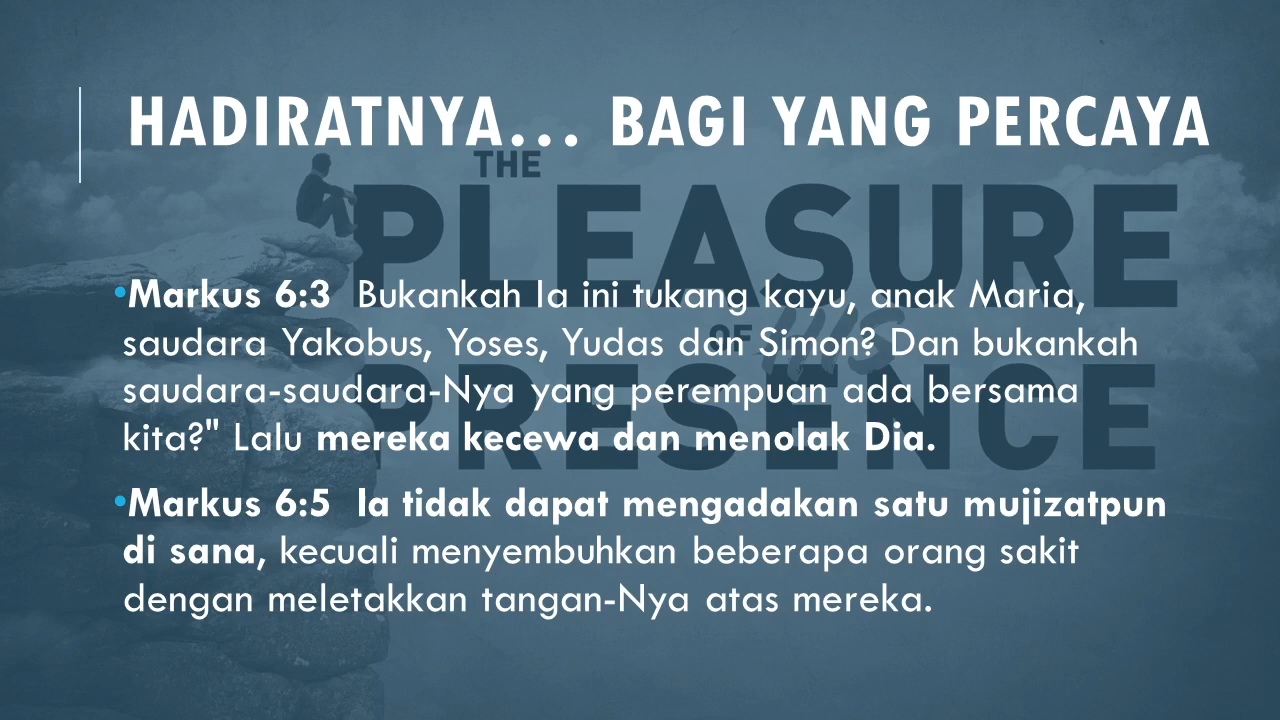 HADIRATNYA... BAGI YANG PERCAYA
THE
PLEASURE
OF HIS
PRESENCE
•Markus 6:3 Bukankah Ia ini tukang kayu, anak Maria,
saudara Yakobus, Yoses, Yudas dan Simon? Dan bukankah
saudara-saudara-Nya yang perempuan ada bersama
kita?" Lalu mereka kecewa dan menolak Dia.
•Markus 6:5 Ia tidak dapat mengadakan satu mujizatpun
di sana, kecuali menyembuhkan beberapa orang sakit
dengan meletakkan tangan-Nya atas mereka.